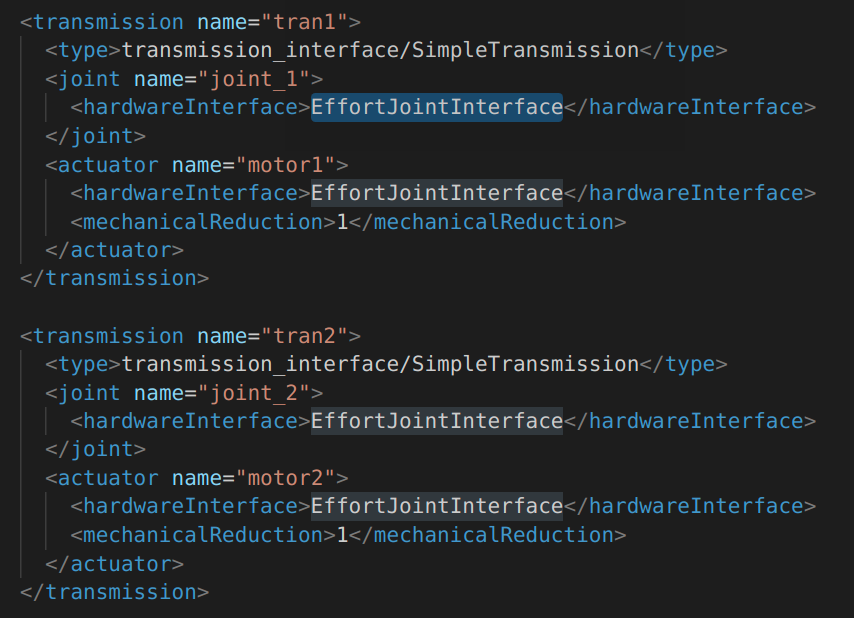 <transmission name="tran1">
  <type>transmission_interface/SimpleTransmission</type>
  <joint name="joint_1">
    <hardwareInterface>EffortJointInterface</hardwareInterface>
  </joint>
  <actuator name="motor1">
    <hardwareInterface>EffortJointInterface</hardwareInterface>
    <mechanicalReduction>1</mechanicalReduction>
  </actuator>
</transmission>

<transmission name="tran2">
  <type>transmission_interface/SimpleTransmission</type>
  <joint name="joint_2">
    <hardwareInterface>EffortJointInterface</hardwareInterface>
  </joint>
  <actuator name="motor2">
    <hardwareInterface>EffortJointInterface</hardwareInterface>
    <mechanicalReduction>1</mechanicalReduction>
  </actuator>
</transmission>